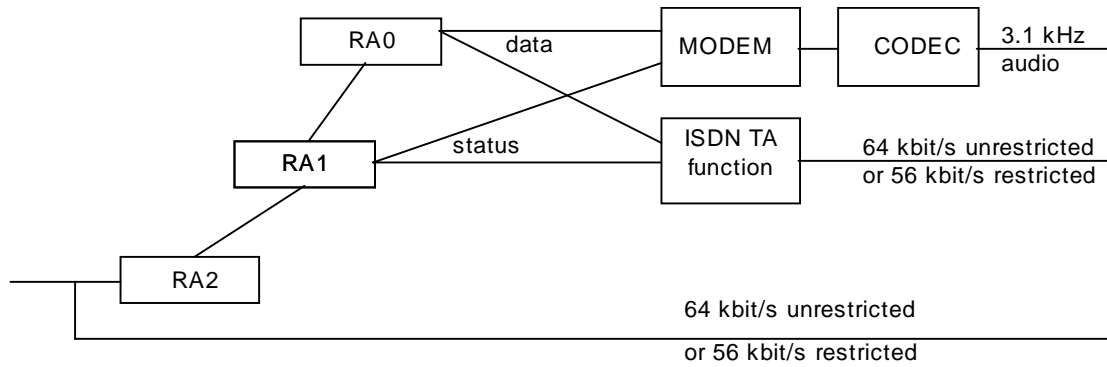 RA0
data
MODEM
CODEC
3.1 kHz
audio
RA1
status
ISDN TA
function
64 kbit/s unrestricted
or 56 kbit/s restricted
RA2
64 kbit/s unrestricted
or 56 kbit/s restricted